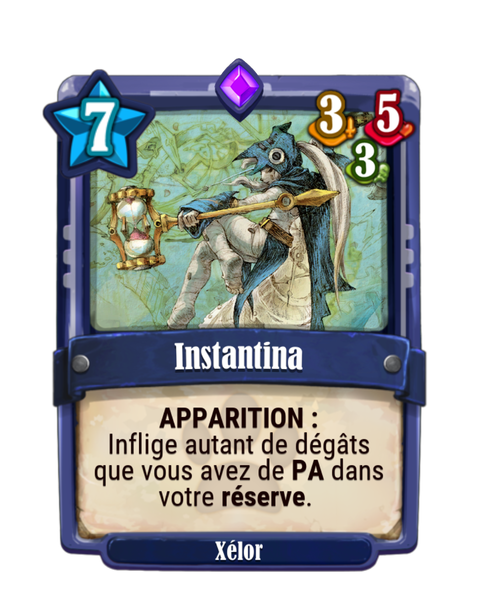 7
3
5
3
Instantina
APPARITION :
Inflige autant de dégâts
que vous avez de PA dans
votre réserve.
Xélor